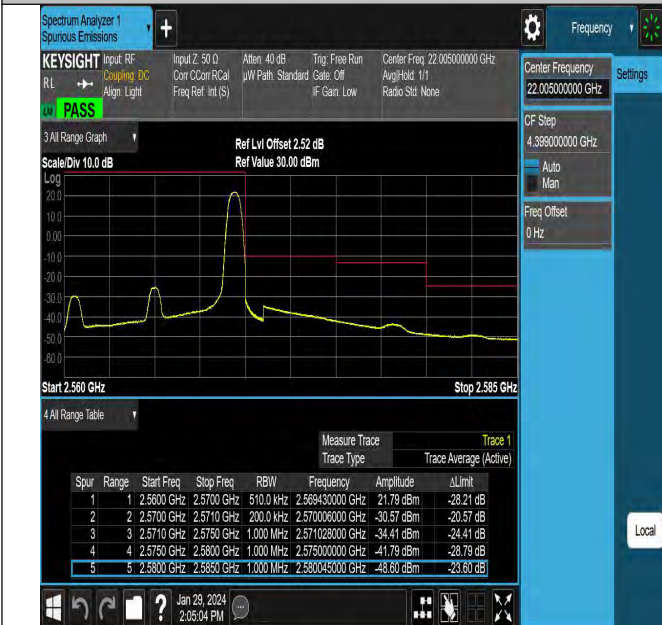 Spectrum Analyzer 1
Spurious Emissions
+
Frequency
KEYSIGHT Input: RF Input Z: 50 Ω Atten: 40 dB Trig: Free Run Center Freq: 22.005000000 GHz
RL Coupling: DC Corr CCorr RCal µW Path: Standard Gate: Off Avg|Hold: 1/1
Align: Light Freq Ref: Int (S) IF Gain: Low Radio Std: None
PASS
Center Frequency
22.005000000 GHz
Settings
CF Step
4.399000000 GHz
Auto
Man
Freq Offset
0 Hz
3 All Range Graph
Ref Lvl Offset 2.52 dB
Scale/Div 10.0 dB Ref Value 30.00 dBm
Log
20.0
10.0
0.00
-10.0
-20.0
-30.0
-40.0
-50.0
-60.0
Start 2.560 GHz Stop 2.585 GHz
4 All Range Table
Measure Trace Trace 1
Trace Type Trace Average (Active)
Spur Range Start Freq Stop Freq RBW Frequency Amplitude ΔLimit
1 1 2.5600 GHz 2.5700 GHz 510.0 kHz 2.569430000 GHz 21.79 dBm -28.21 dB
2 2 2.5700 GHz 2.5710 GHz 200.0 kHz 2.570006000 GHz -30.57 dBm -20.57 dB
3 3 2.5710 GHz 2.5750 GHz 1.000 MHz 2.571028000 GHz -34.41 dBm -24.41 dB
4 4 2.5750 GHz 2.5800 GHz 1.000 MHz 2.575000000 GHz -41.79 dBm -28.79 dB
5 5 2.5800 GHz 2.5850 GHz 1.000 MHz 2.580045000 GHz -48.60 dBm -23.60 dB
Local
?
Jan 29, 2024
2:05:04 PM